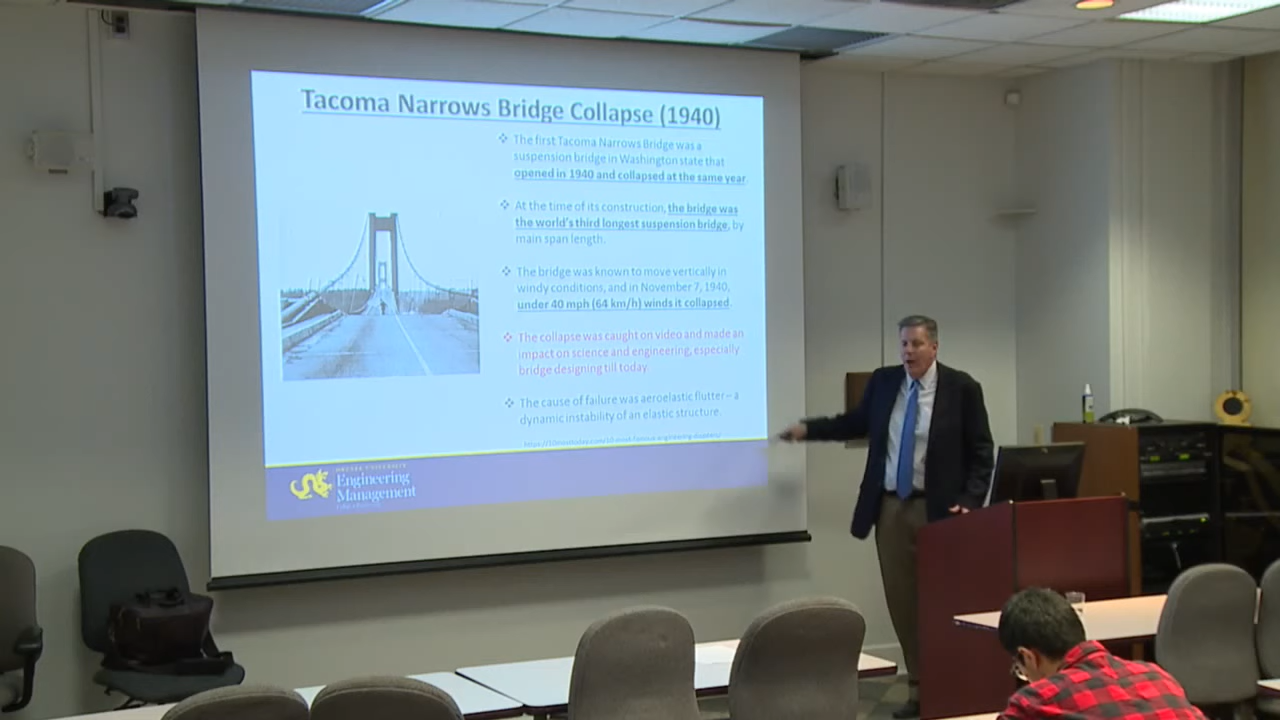 Tacoma Narrows Bridge Collapse (1940)
The first Tacoma Narrows Bridge was a
suspension bridge in Washington state that
opened in 1940 and collapsed at the same year.
At the time of its construction, the bridge was
the world's third longest suspension bridge, by
main span length.
The bridge was known to move vertically in
windy conditions, and in November 7, 1940,
under 40 mph (64 km/h) winds it collapsed.
The collapse was caught on video and made an
impact on science and engineering, especially
bridge designing till today.
The cause of failure was aeroelastic flutter – a
dynamic instability of an elastic structure.
Engineering
Management